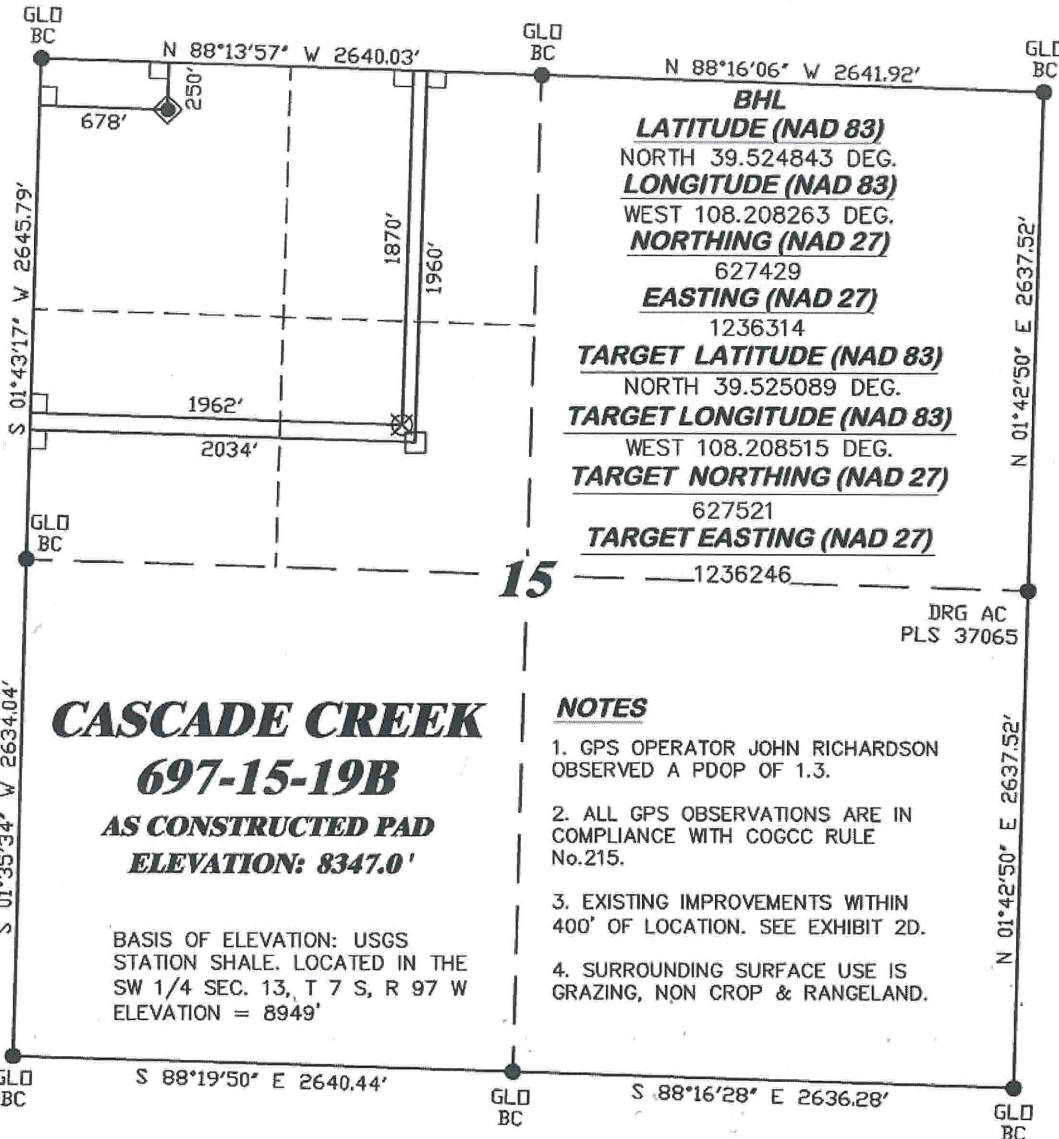 GLO
BC
N 88°13'57" W 2640.03'
GLO
BC
N 88°16'06" W 2641.92'
GLO
BC
678'
250'
S 01°43'17" W 2645.79'
1870'
1960'
1962'
2034'
BHL
LATITUDE (NAD 83)
NORTH 39.524843 DEG.
LONGITUDE (NAD 83)
WEST 108.208263 DEG.
NORTHING (NAD 27)
627429
EASTING (NAD 27)
1236314
TARGET LATITUDE (NAD 83)
NORTH 39.525089 DEG.
TARGET LONGITUDE (NAD 83)
WEST 108.208515 DEG.
TARGET NORTHING (NAD 27)
627521
TARGET EASTING (NAD 27)
1236246
N 01°42'50" E 2637.52'
GLO
BC
15
DRG AC
PLS 37065
S 01°35'34" W 2634.04'
CASCADE CREEK
697-15-19B
AS CONSTRUCTED PAD
ELEVATION: 8347.0'
BASIS OF ELEVATION: USGS
STATION SHALE. LOCATED IN THE
SW 1/4 SEC. 13, T 7 S, R 97 W
ELEVATION = 8949'
NOTES
1. GPS OPERATOR JOHN RICHARDSON
OBSERVED A PDOP OF 1.3.
2. ALL GPS OBSERVATIONS ARE IN
COMPLIANCE WITH COGCC RULE
No.215.
3. EXISTING IMPROVEMENTS WITHIN
400' OF LOCATION. SEE EXHIBIT 2D.
4. SURROUNDING SURFACE USE IS
GRAZING, NON CROP & RANGELAND.
N 01°42'50" E 2637.52'
GLO
BC
S 88°19'50" E 2640.44'
GLO
BC
S 88°16'28" E 2636.28'
GLO
BC